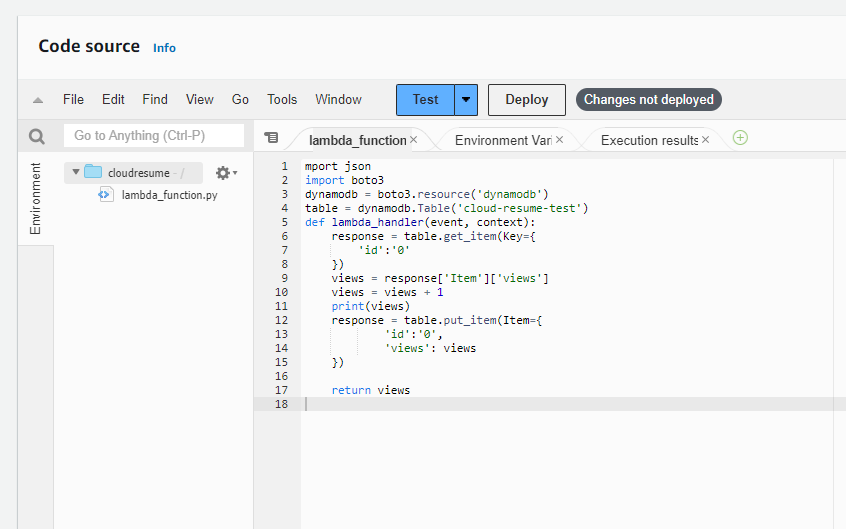 Code source Info
File Edit Find View Go Tools Window Test Deploy Changes not deployed
Go to Anything (Ctrl-P)
lambda_function × Environment Vari × Execution results ×
Environment
cloudresume - /
lambda_function.py
1 mport json
2 import boto3
3 dynamodb = boto3.resource('dynamodb')
4 table = dynamodb.Table('cloud-resume-test')
5 def lambda_handler(event, context):
6     response = table.get_item(Key={
7         'id':'0'
8     })
9     views = response['Item']['views']
10     views = views + 1
11     print(views)
12     response = table.put_item(Item={
13             'id':'0',
14             'views': views
15     })
16
17     return views
18